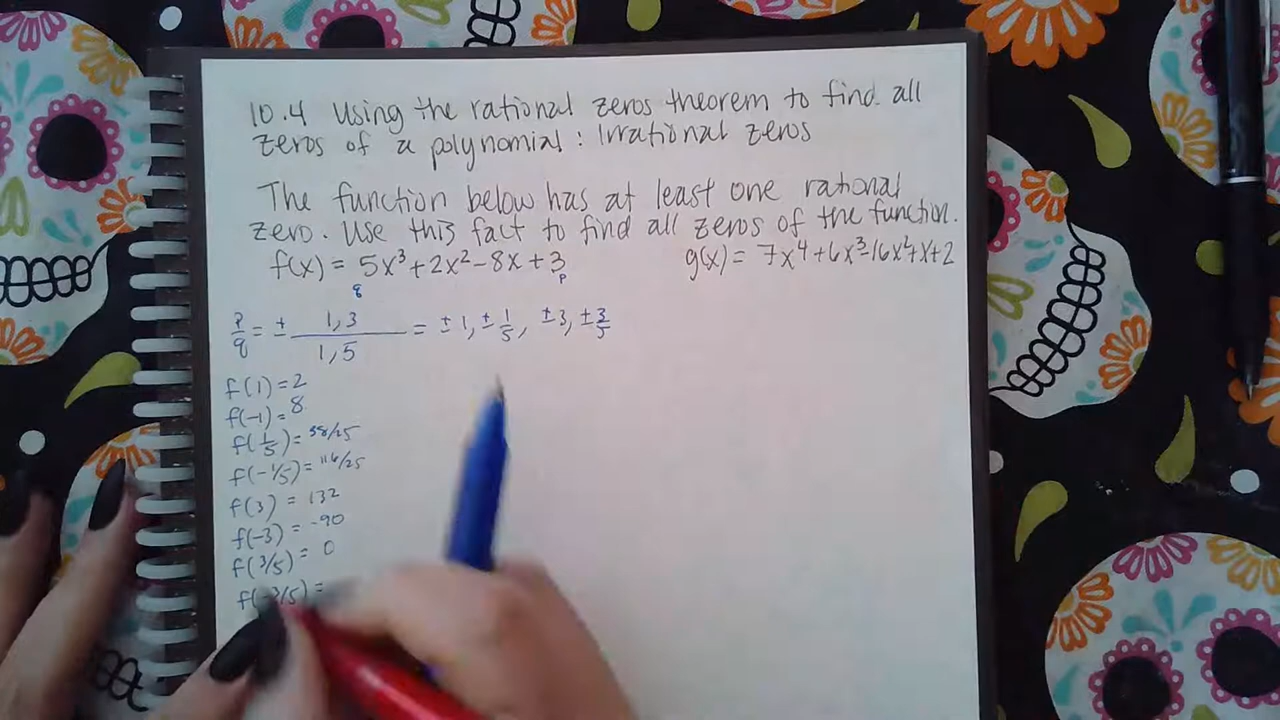 10.4 Using the rational zeros theorem to find all
zeros of a polynomial : Irrational zeros
The function below has at least one rational
zero. Use this fact to find all zeros of the function.
f(x) = 5x³+2x²-8x+3
g(x) = 7x⁴+6x³-16x²+x+2
q
p
p/q = ± 1,3 / 1,5 = ±1, ±1/5, ±3, ±3/5
f(1)=2
f(-1)=8
f(1/5)=38/25
f(-1/5)=116/25
f(3) = 132
f(-3) = -90
f(3/5) = 0
f(-3/5) =